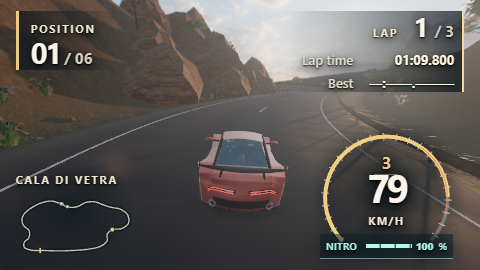 POSITION
01 / 06
LAP 1 / 3
Lap time 01:09.800
Best --:--.---
CALA DI VETRA
3
79
KM/H
NITRO 100 %